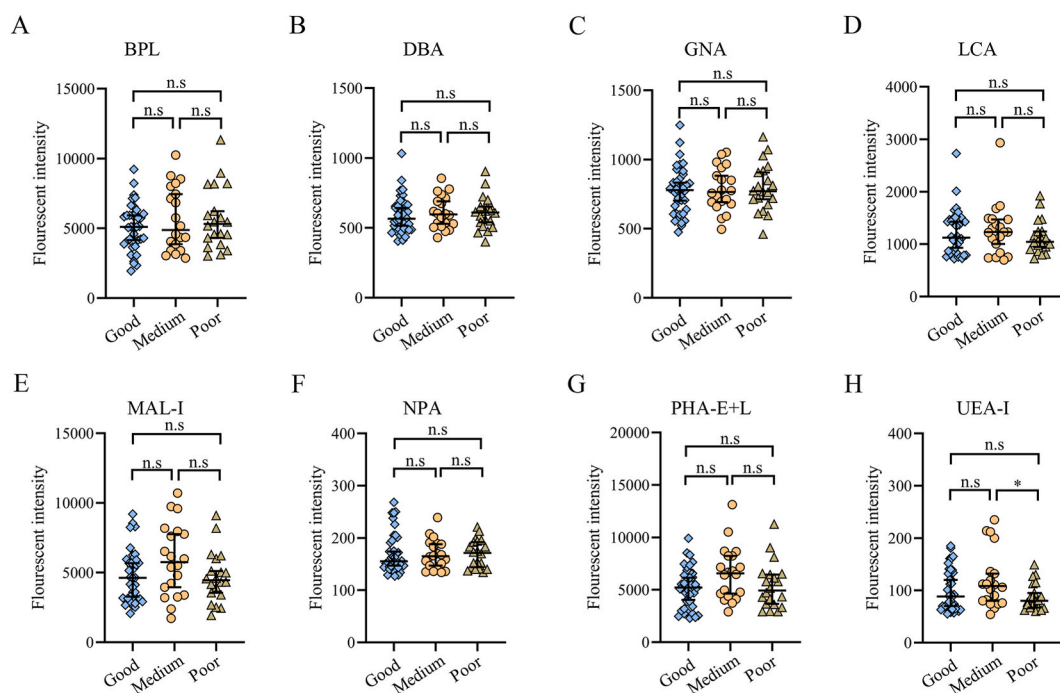 A
BPL
n.s
n.s n.s
15000
10000
5000
0
Flourescent intensity
Good Medium Poor
B
DBA
n.s
n.s n.s
1500
1000
500
0
Flourescent intensity
Good Medium Poor
C
GNA
n.s
n.s n.s
1500
1000
500
0
Flourescent intensity
Good Medium Poor
D
LCA
n.s
n.s n.s
4000
3000
2000
1000
0
Flourescent intensity
Good Medium Poor
E
MAL-I
n.s
n.s n.s
15000
10000
5000
0
Flourescent intensity
Good Medium Poor
F
NPA
n.s
n.s n.s
400
300
200
100
0
Flourescent intensity
Good Medium Poor
G
PHA-E+L
n.s
n.s n.s
20000
15000
10000
5000
0
Flourescent intensity
Good Medium Poor
H
UEA-I
n.s
n.s *
400
300
200
100
0
Flourescent intensity
Good Medium Poor